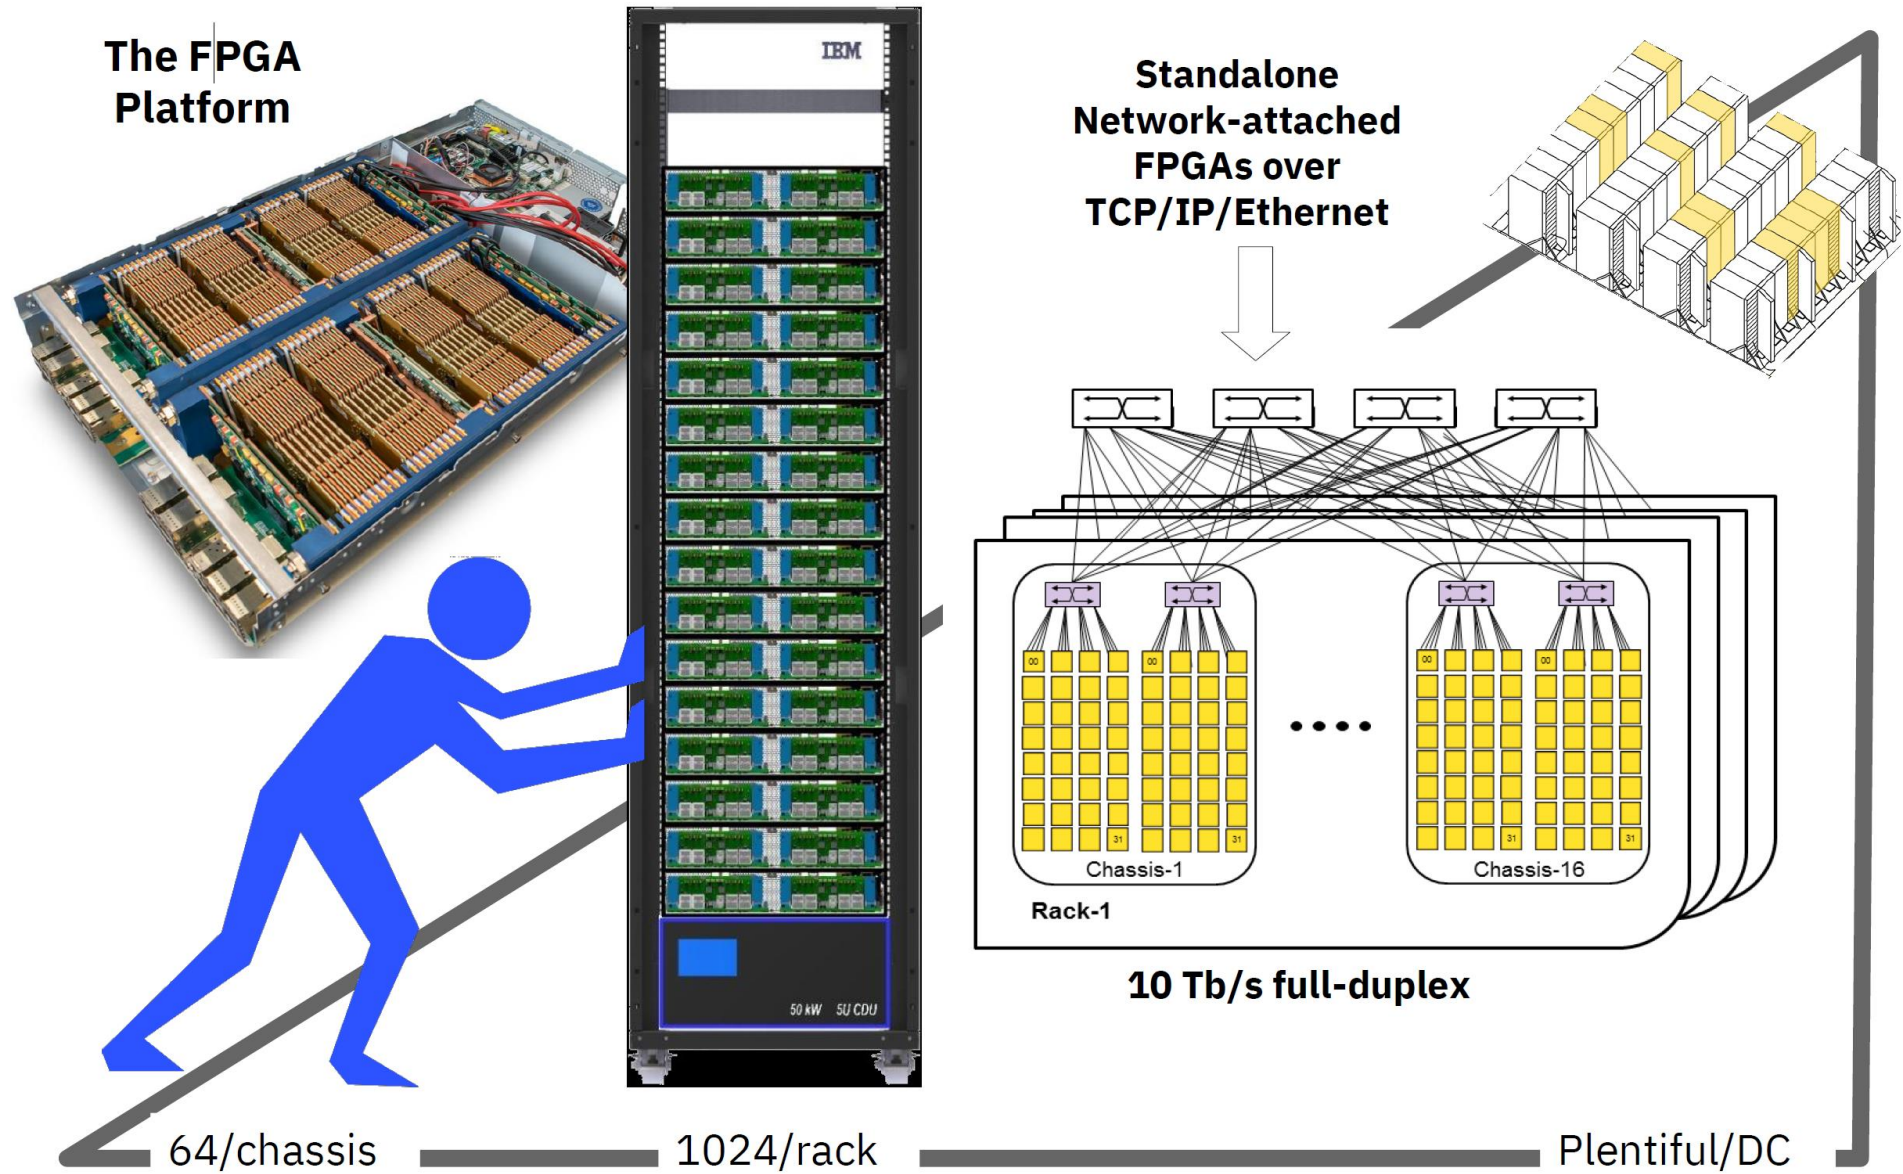 The FPGA
Platform
IBM
Standalone
Network-attached
FPGAs over
TCP/IP/Ethernet
00
00
00
00
31
31
31
31
Chassis-1
Chassis-16
Rack-1
10 Tb/s full-duplex
50 kW 5U CDU
64/chassis
1024/rack
Plentiful/DC